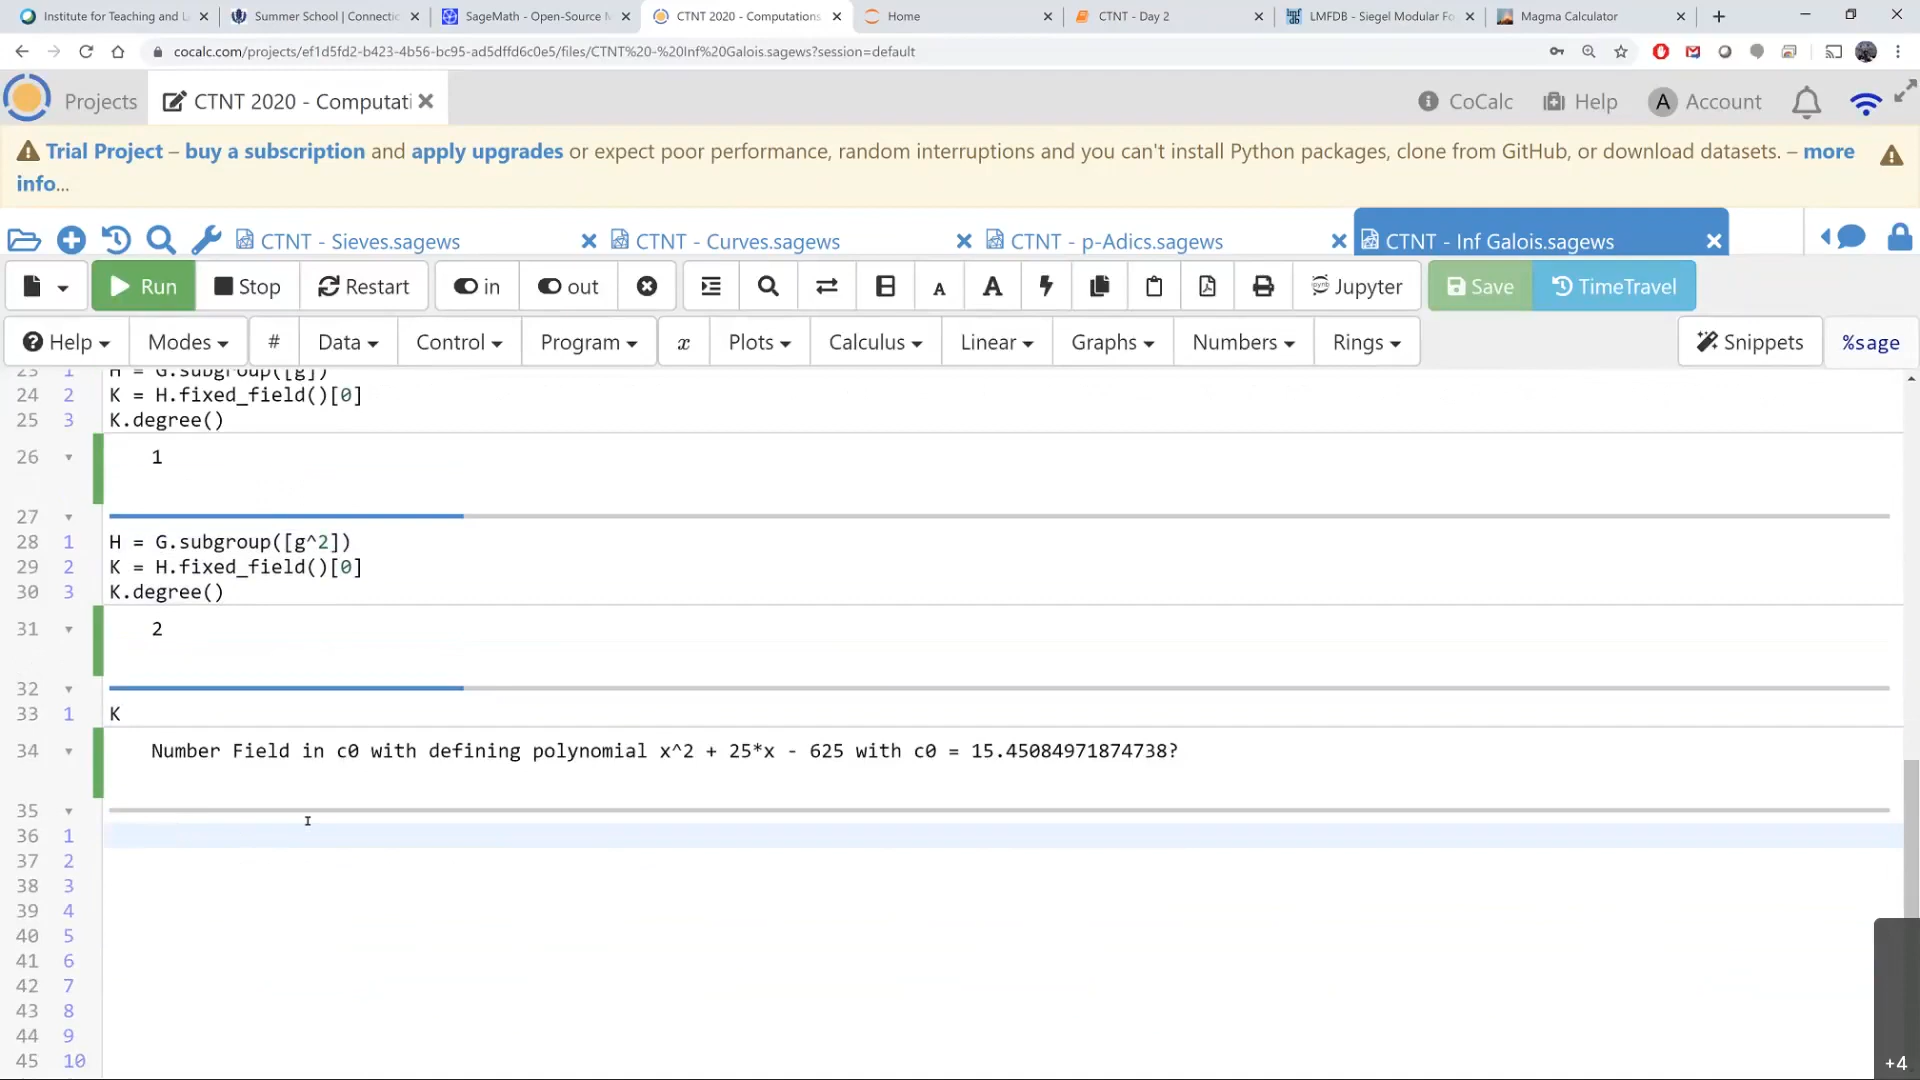 Institute for Teaching and L
Summer School | Connectic
SageMath - Open-Source M
CTNT 2020 - Computations
Home
CTNT - Day 2
LMFDB - Siegel Modular Fo
Magma Calculator
cocalc.com/projects/ef1d5fd2-b423-4b56-bc95-ad5dffd6c0e5/files/CTNT%20-%20Inf%20Galois.sagews?session=default
Projects
CTNT 2020 - Computati
CoCalc
Help
A Account
Trial Project – buy a subscription and apply upgrades or expect poor performance, random interruptions and you can't install Python packages, clone from GitHub, or download datasets. – more
info...
CTNT - Sieves.sagews
CTNT - Curves.sagews
CTNT - p-Adics.sagews
CTNT - Inf Galois.sagews
Run Stop Restart in out A A Jupyter Save TimeTravel
Help Modes # Data Control Program x Plots Calculus Linear Graphs Numbers Rings Snippets %sage
23 1 H = G.subgroup([g])
24 2 K = H.fixed_field()[0]
25 3 K.degree()
26 1
27
28 1 H = G.subgroup([g^2])
29 2 K = H.fixed_field()[0]
30 3 K.degree()
31 2
32
33 1 K
34 Number Field in c0 with defining polynomial x^2 + 25*x - 625 with c0 = 15.45084971874738?
35
36 1
37 2
38 3
39 4
40 5
41 6
42 7
43 8
44 9
45 10
+4